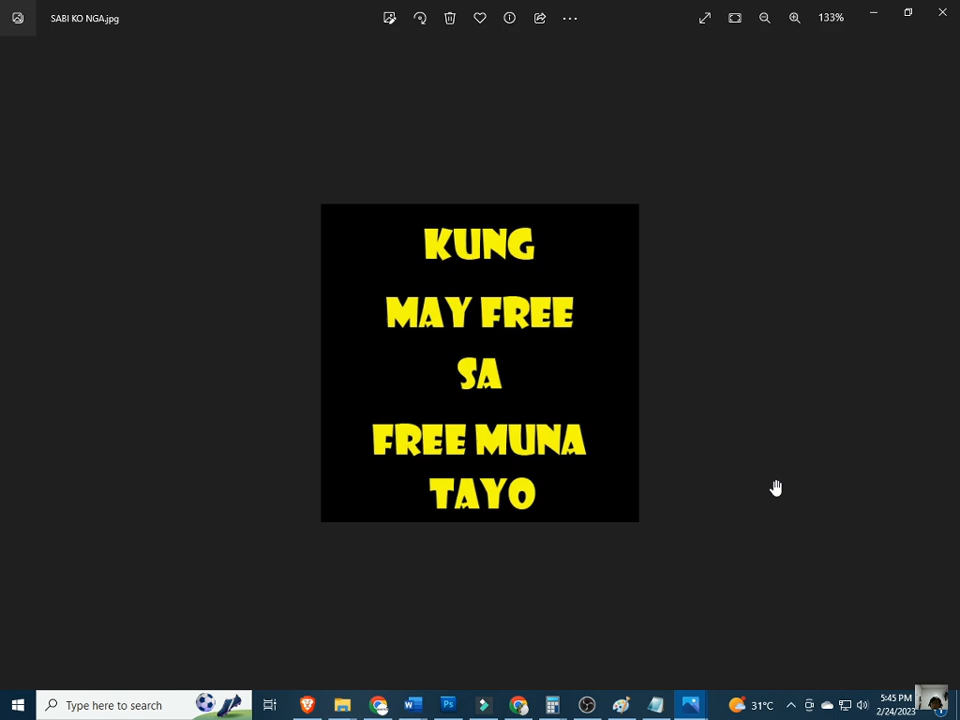 SABI KO NGA.jpg
133%
KUNG
MAY FREE
SA
FREE MUNA
TAYO
Type here to search
31°C
5:45 PM
2/24/2023